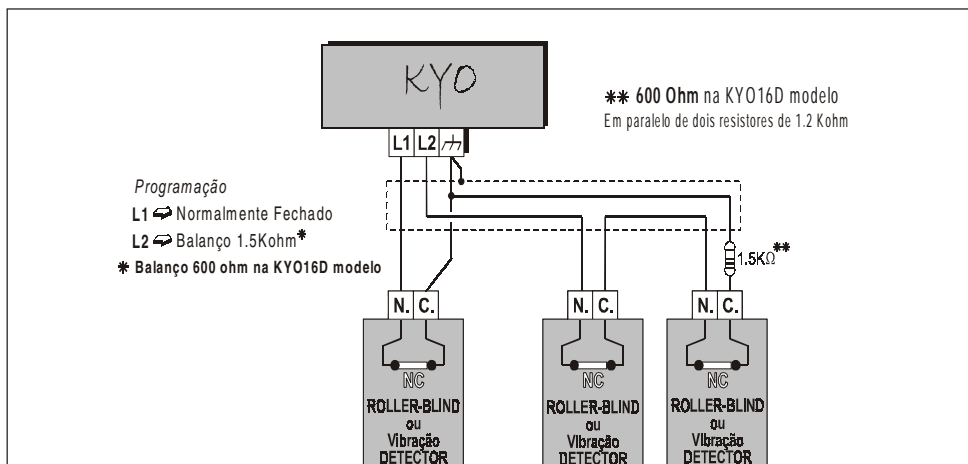 KYO
** 600 Ohm na KYO16D modelo
Em paralelo de dois resistores de 1.2 Kohm
L1 L2
Programação
L1 Normalmente Fechado
L2 Balanço 1.5Kohm*
* Balanço 600 ohm na KYO16D modelo
1.5KΩ**
N. C. N. C. N. C.
NC NC NC
ROLLER-BLIND ROLLER-BLIND ROLLER-BLIND
ou ou ou
Vibração Vibração Vibração
DETECTOR DETECTOR DETECTOR